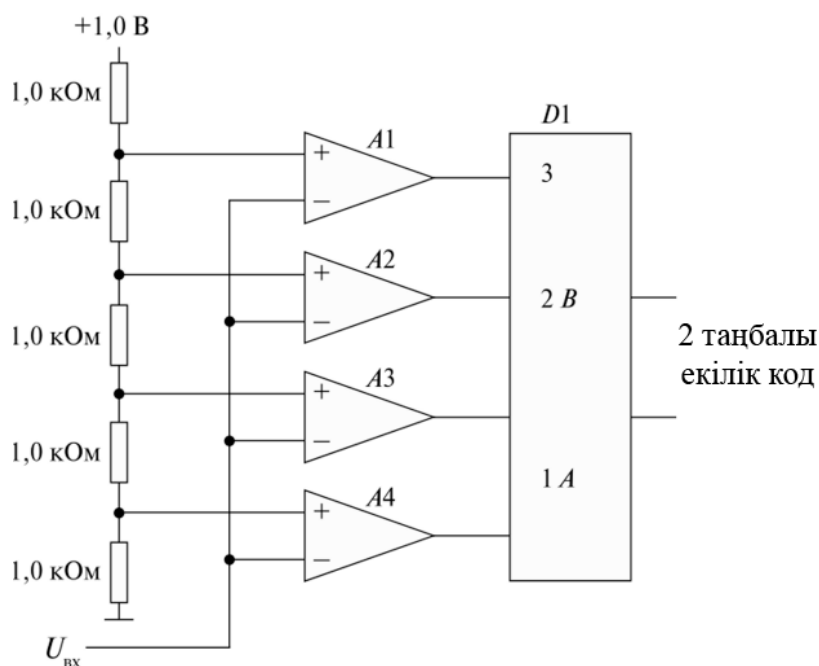 +1,0 В
1,0 кОм
1,0 кОм
1,0 кОм
1,0 кОм
1,0 кОм
A1
+
−
A2
+
−
A3
+
−
A4
+
−
D1
3
2 B
1 A
2 таңбалы
екілік код
Uвх